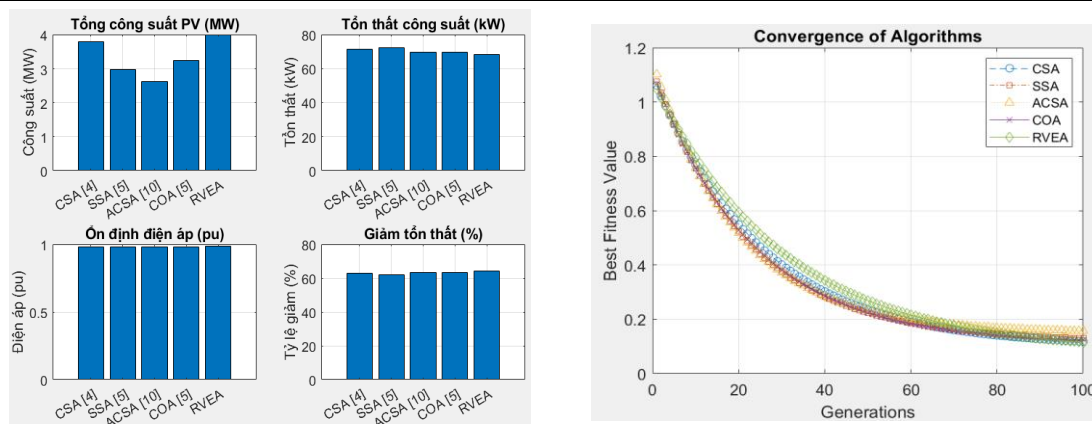 Tổng công suất PV (MW)
Công suất (MW)
4
3
2
1
0
CSA [4]
SSA [5]
ACSA [10]
COA [5]
RVEA
Tổn thất công suất (kW)
Tổn thất (kW)
80
60
40
20
0
CSA [4]
SSA [5]
ACSA [10]
COA [5]
RVEA
Ổn định điện áp (pu)
Điện áp (pu)
1
0.5
0
CSA [4]
SSA [5]
ACSA [10]
COA [5]
RVEA
Giảm tổn thất (%)
Tỷ lệ giảm (%)
80
60
40
20
0
CSA [4]
SSA [5]
ACSA [10]
COA [5]
RVEA
Convergence of Algorithms
Best Fitness Value
1.2
1
0.8
0.6
0.4
0.2
0
0 20 40 60 80 100
Generations
CSA
SSA
ACSA
COA
RVEA